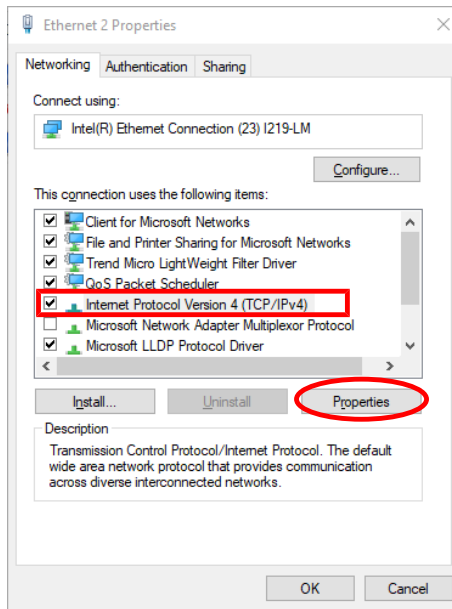 Ethernet 2 Properties
Networking Authentication Sharing
Connect using:
Intel(R) Ethernet Connection (23) I219-LM
Configure...
This connection uses the following items:
Client for Microsoft Networks
File and Printer Sharing for Microsoft Networks
Trend Micro LightWeight Filter Driver
QoS Packet Scheduler
Internet Protocol Version 4 (TCP/IPv4)
Microsoft Network Adapter Multiplexor Protocol
Microsoft LLDP Protocol Driver
Install... Uninstall Properties
Description
Transmission Control Protocol/Internet Protocol. The default
wide area network protocol that provides communication
across diverse interconnected networks.
OK Cancel